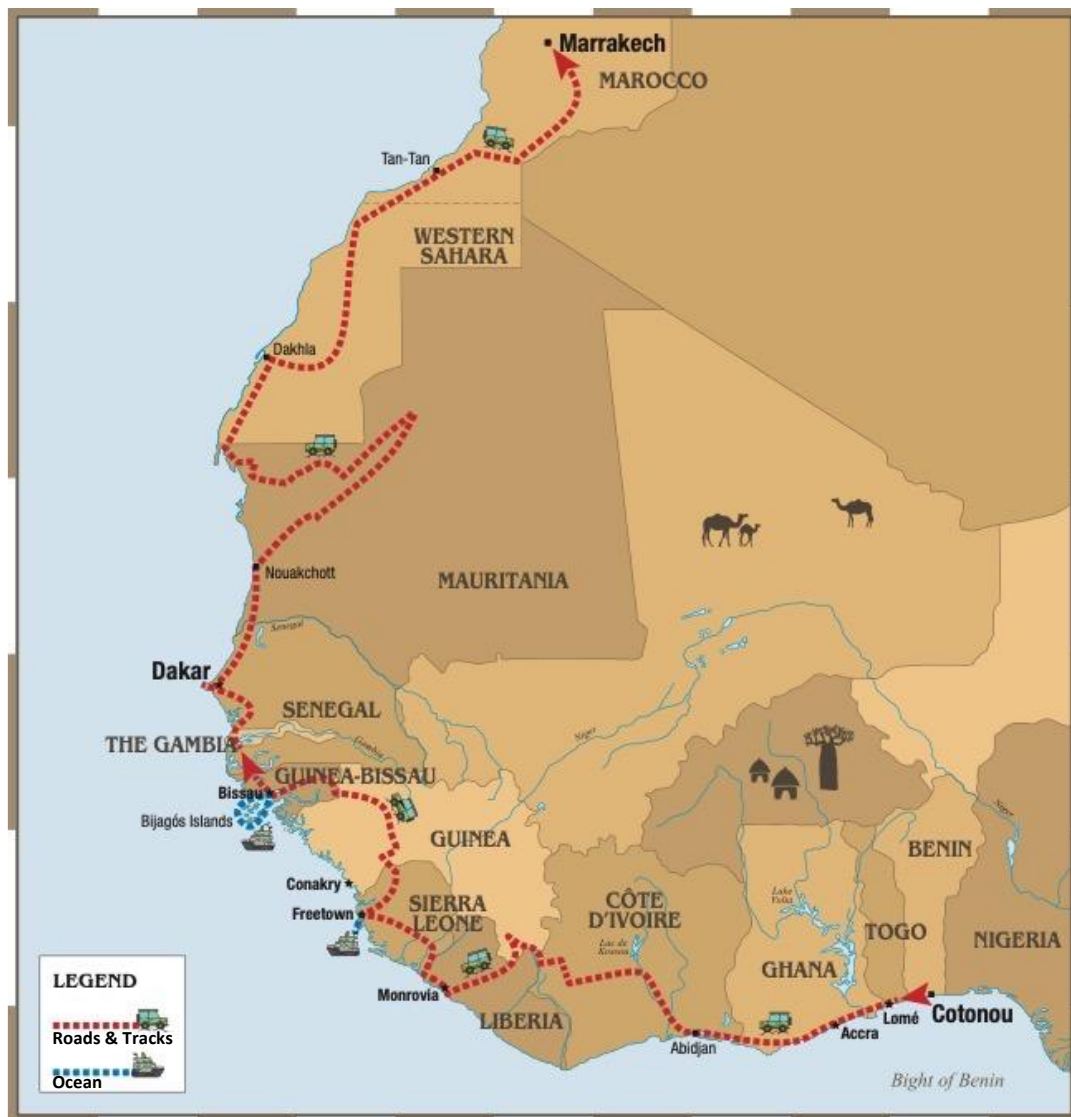 Marrakech
MAROCCO
Tan-Tan
WESTERN
SAHARA
Dakhla
Nouakchott
MAURITANIA
Senegal
Dakar
SENEGAL
THE GAMBIA
Gambia
GUINEA-BISSAU
Bissau
Bijagós Islands
Niger
Niger
GUINEA
BENIN
Conakry
SIERRA
LEONE
Freetown
CÔTE
D'IVOIRE
Lac de
Kossou
Lake
Volta
TOGO
NIGERIA
GHANA
Monrovia
LIBERIA
Lomé
Cotonou
Accra
Abidjan
Bight of Benin
LEGEND
Roads & Tracks
Ocean